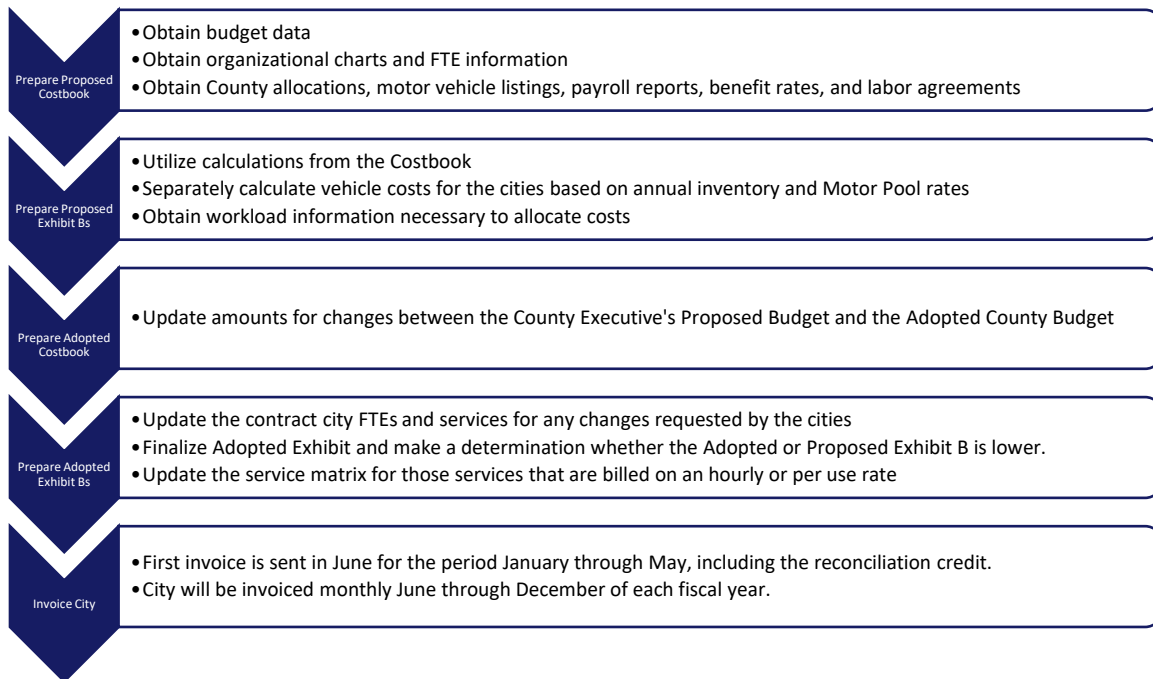 Prepare Proposed
Costbook
•Obtain budget data
•Obtain organizational charts and FTE information
•Obtain County allocations, motor vehicle listings, payroll reports, benefit rates, and labor agreements
Prepare Proposed
Exhibit Bs
•Utilize calculations from the Costbook
•Separately calculate vehicle costs for the cities based on annual inventory and Motor Pool rates
•Obtain workload information necessary to allocate costs
Prepare Adopted
Costbook
•Update amounts for changes between the County Executive's Proposed Budget and the Adopted County Budget
Prepare Adopted
Exhibit Bs
•Update the contract city FTEs and services for any changes requested by the cities
•Finalize Adopted Exhibit and make a determination whether the Adopted or Proposed Exhibit B is lower.
•Update the service matrix for those services that are billed on an hourly or per use rate
Invoice City
•First invoice is sent in June for the period January through May, including the reconciliation credit.
•City will be invoiced monthly June through December of each fiscal year.